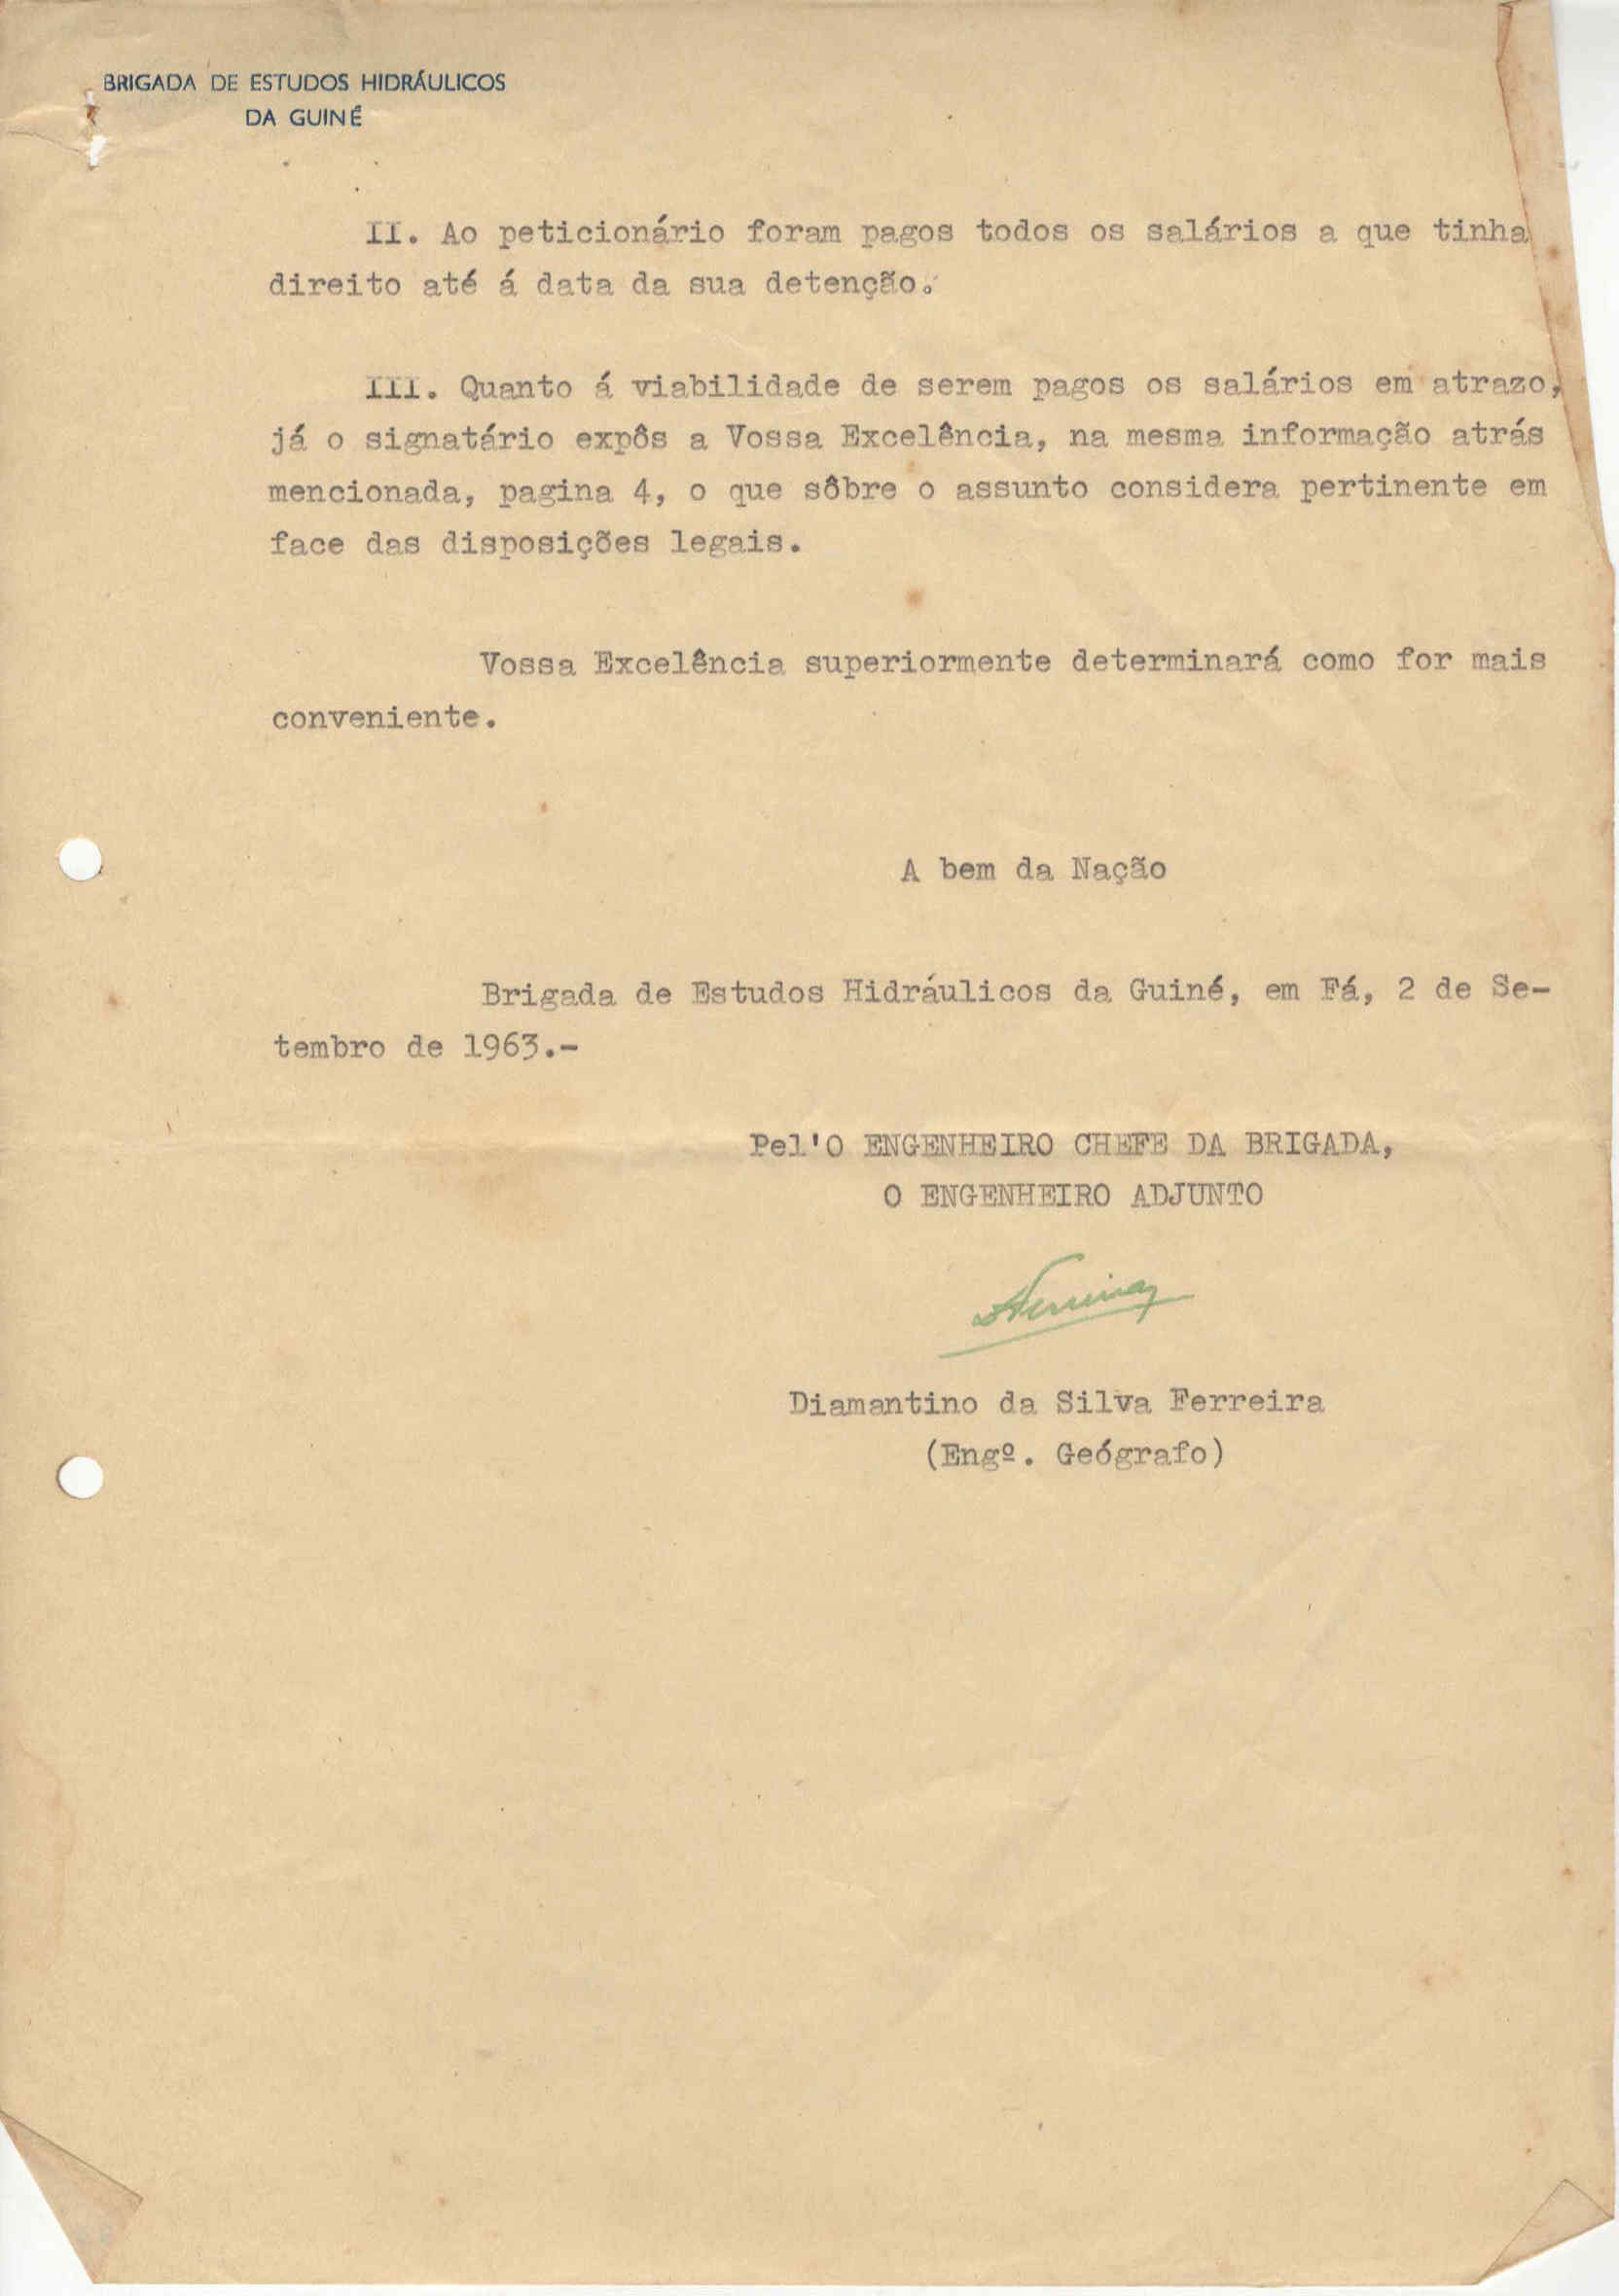 BRIGADA DE ESTUDOS HIDRÁULICOS
DA GUINÉ
II. Ao peticionário foram pagos todos os salários a que tinha
direito até á data da sua detenção.
III. Quanto á viabilidade de serem pagos os salários em atrazo,
já o signatário expôs a Vossa Excelência, na mesma informação atrás
mencionada, pagina 4, o que sôbre o assunto considera pertinente em
face das disposições legais.
Vossa Excelência superiormente determinará como for mais
conveniente.
A bem da Nação
Brigada de Estudos Hidráulicos da Guiné, em Fá, 2 de Se-
tembro de 1963.-
Pel'O ENGENHEIRO CHEFE DA BRIGADA,
O ENGENHEIRO ADJUNTO
Diamantino da Silva Ferreira
(Engº. Geógrafo)